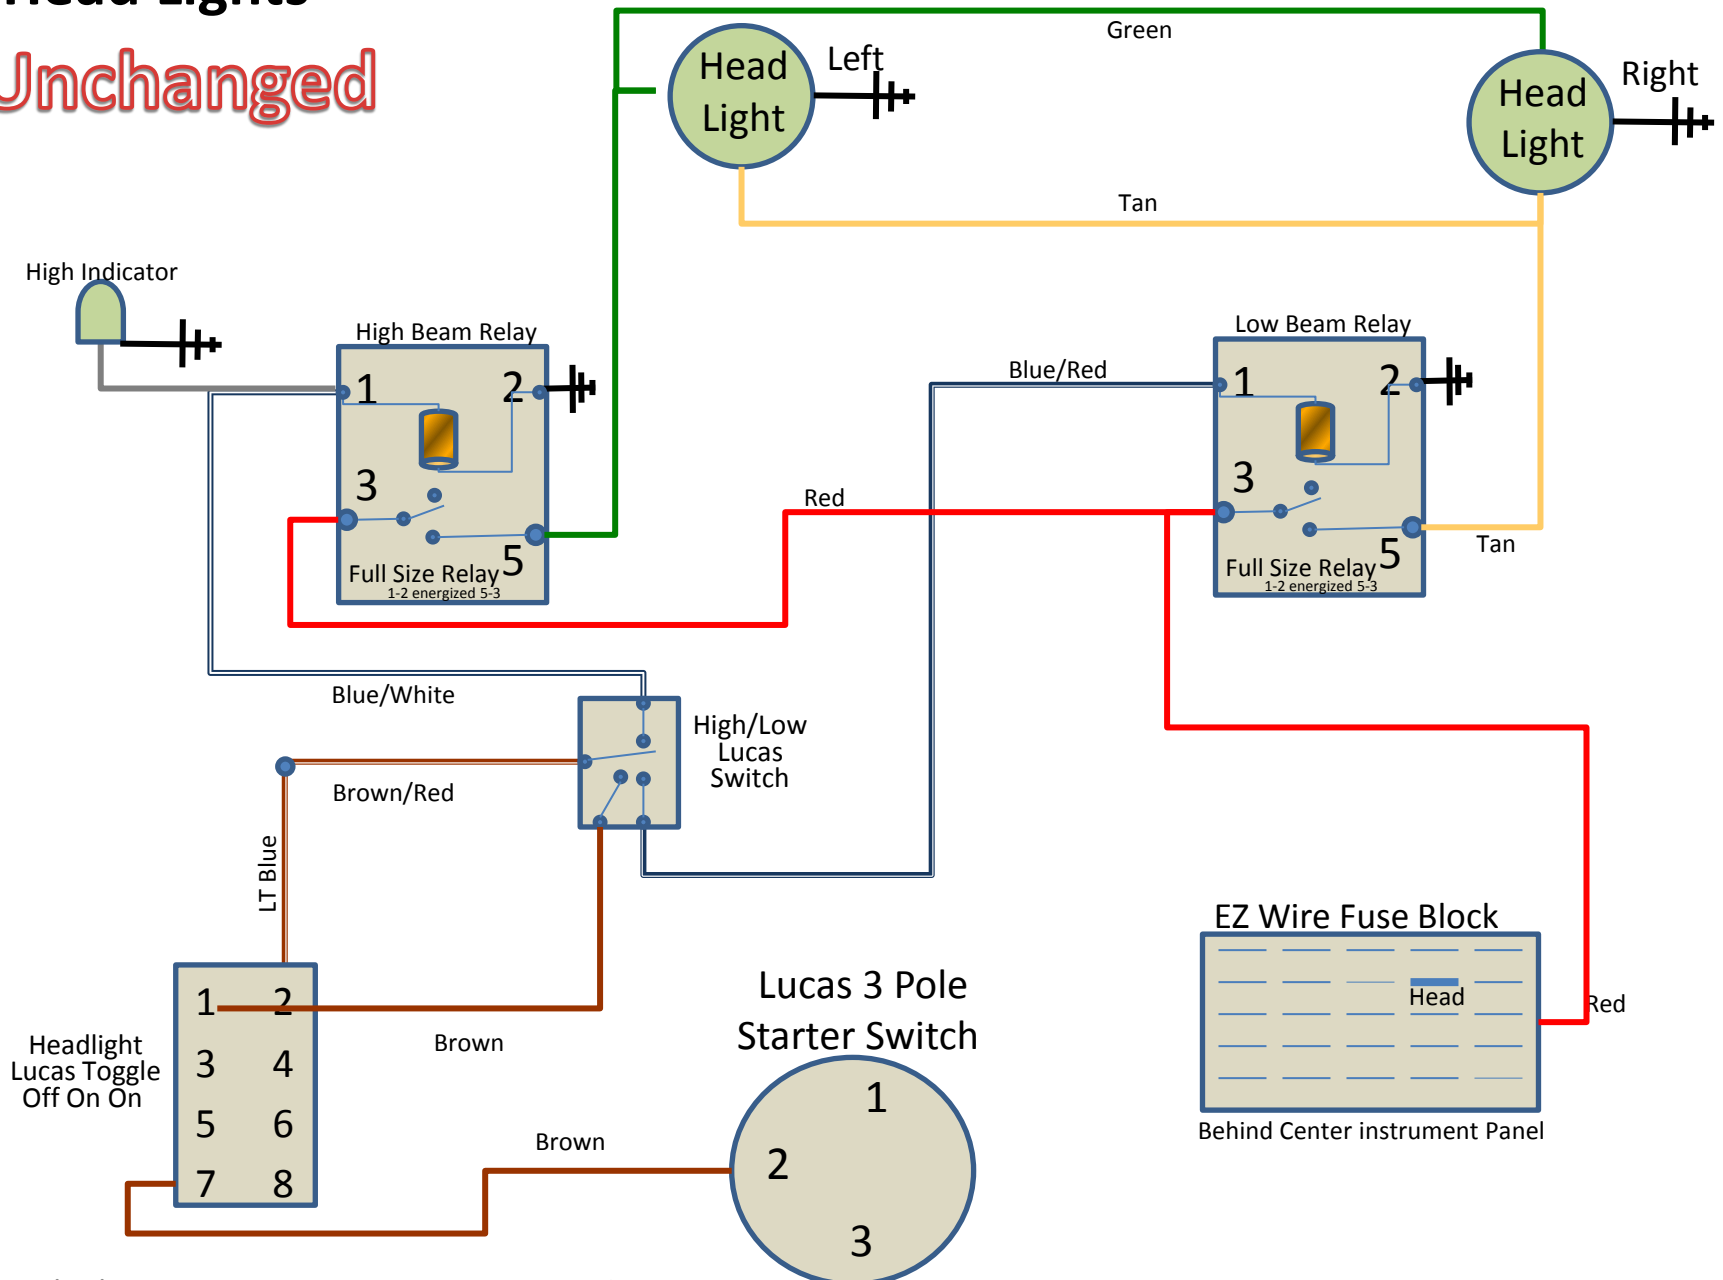 Head Lights
Unchanged
Green
Head
Light
Left
Head
Light
Right
Tan
High Indicator
High Beam Relay
1
2
3
5
Full Size Relay
1-2 energized 5-3
Low Beam Relay
Blue/Red
1
2
3
5
Full Size Relay
1-2 energized 5-3
Red
Tan
Blue/White
High/Low
Lucas
Switch
Brown/Red
LT Blue
EZ Wire Fuse Block
Head
Red
Behind Center instrument Panel
Headlight
Lucas Toggle
Off On On
1 2
3 4
5 6
7 8
Brown
Lucas 3 Pole
Starter Switch
1
2
3
Brown